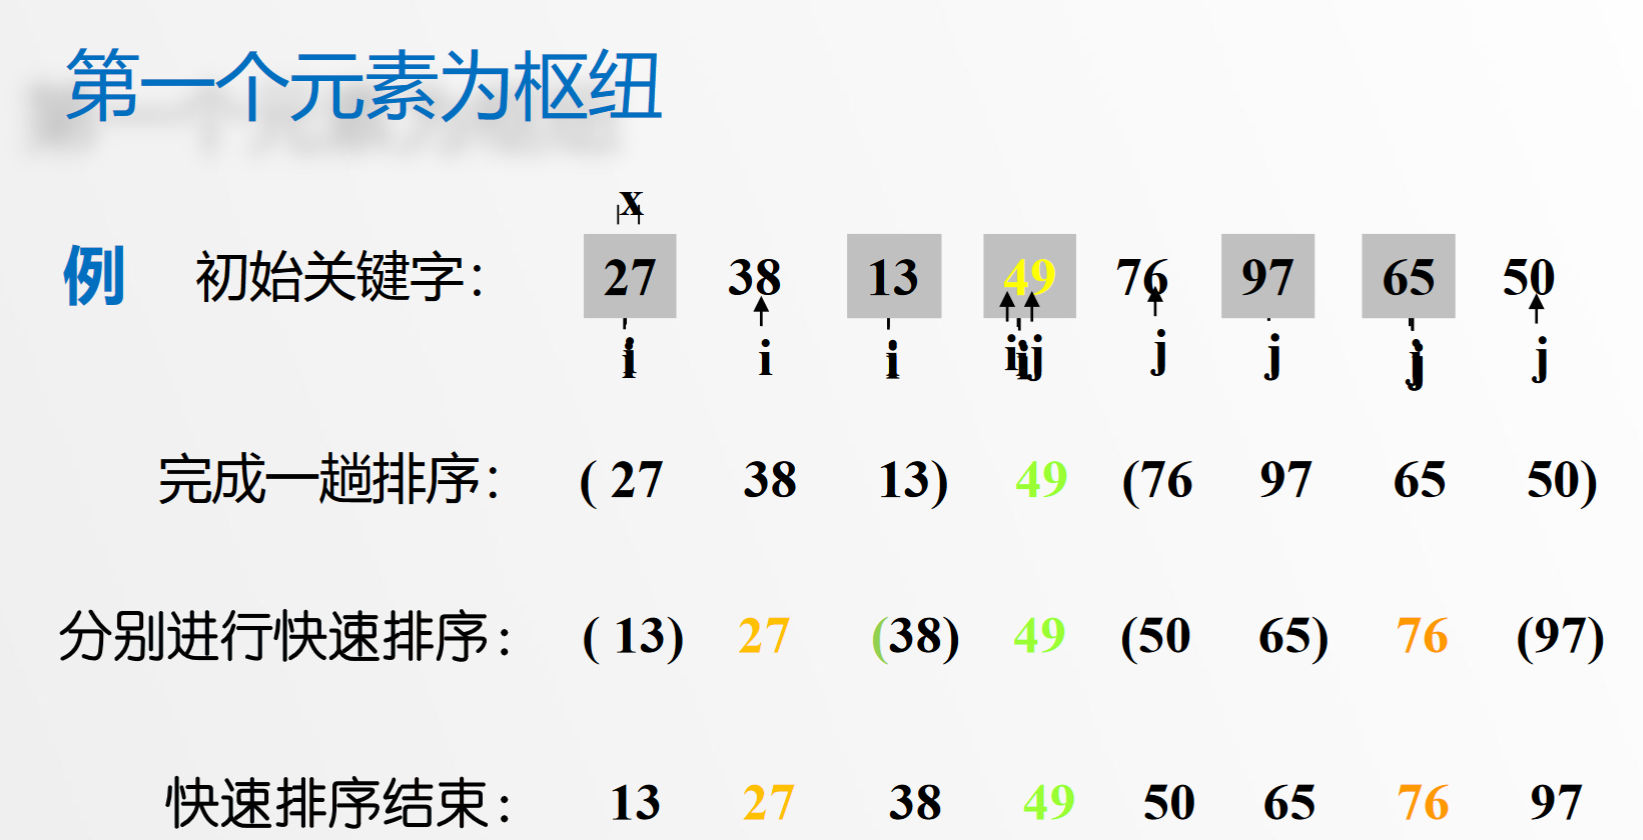 第一个元素为枢纽
x
例 初始关键字： 27 38 13 49 76 97 65 50
i i i i j j j j j
完成一趟排序： ( 27 38 13) 49 (76 97 65 50)
分别进行快速排序： ( 13) 27 (38) 49 (50 65) 76 (97)
快速排序结束： 13 27 38 49 50 65 76 97